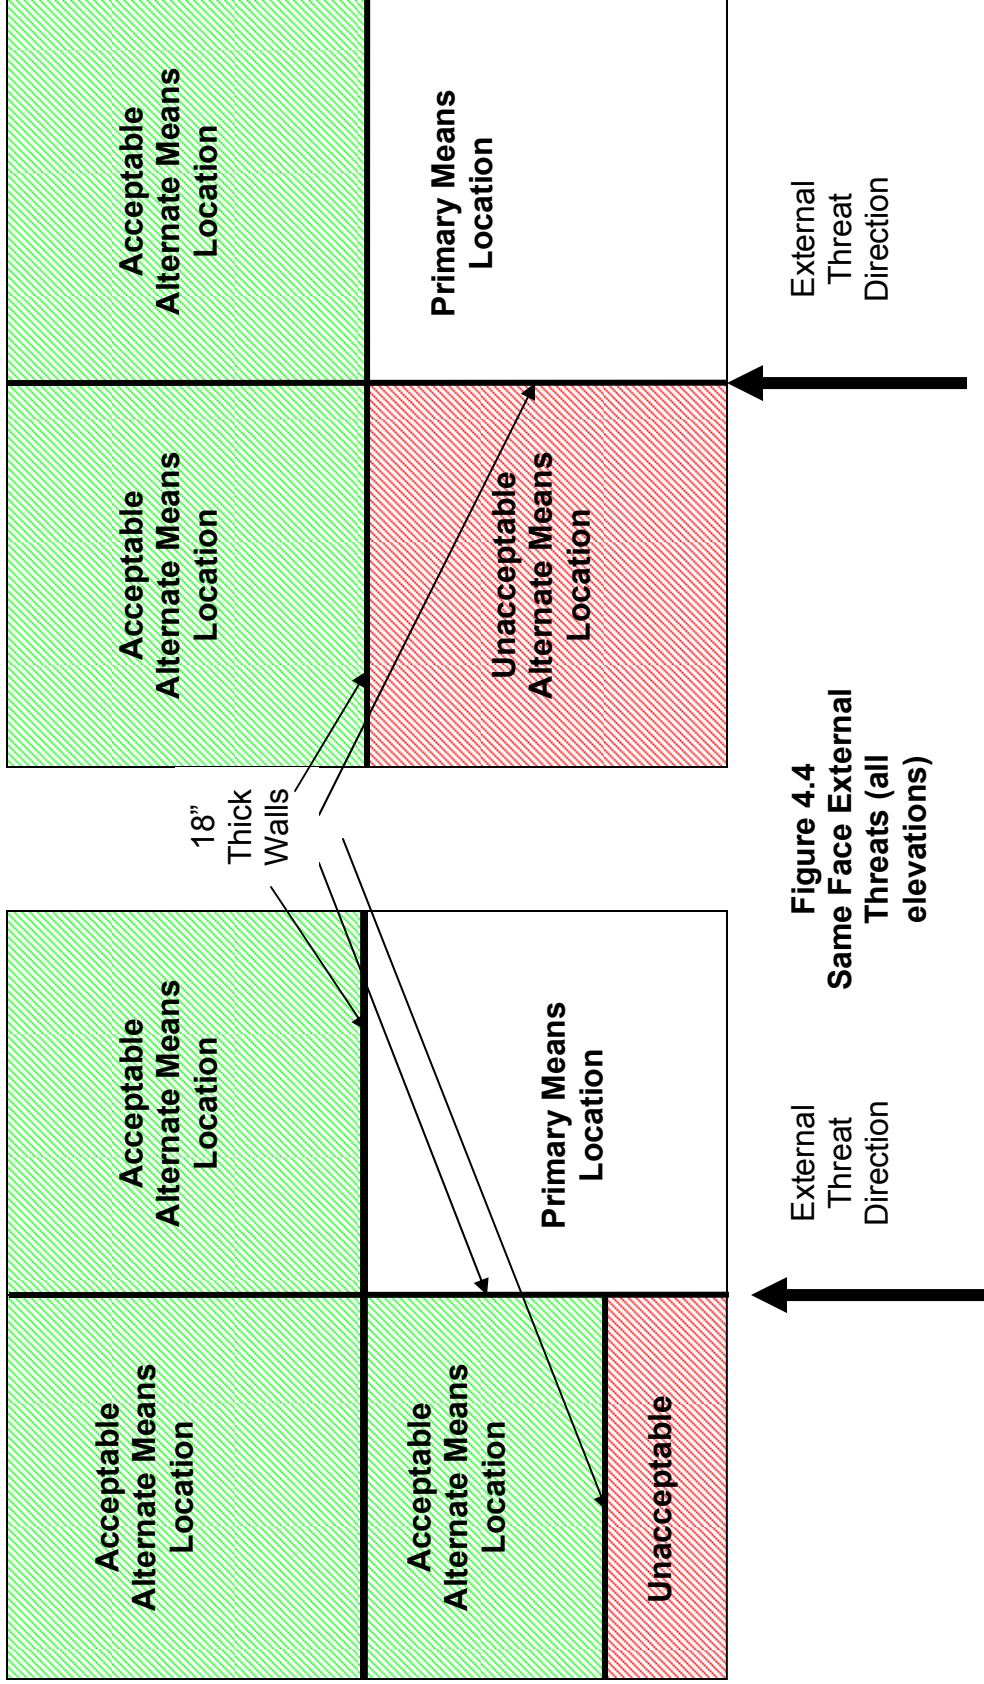 Acceptable
Alternate Means
Location
Acceptable
Alternate Means
Location
Acceptable
Alternate Means
Location
Unacceptable
Primary Means
Location
18”
Thick
Walls
Acceptable
Alternate Means
Location
Acceptable
Alternate Means
Location
Unacceptable
Alternate Means
Location
Primary Means
Location
External
Threat
Direction
Figure 4.4
Same Face External
Threats (all
elevations)
External
Threat
Direction